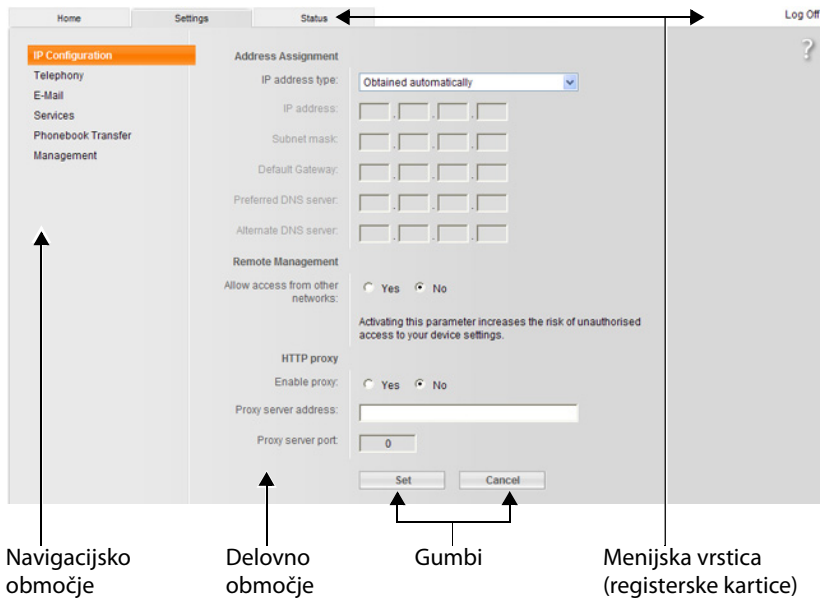 Home Settings Status Log Off
IP Configuration
Telephony
E-Mail
Services
Phonebook Transfer
Management
Address Assignment
IP address type: Obtained automatically
IP address: . . .
Subnet mask: . . .
Default Gateway: . . .
Preferred DNS server: . . .
Alternate DNS server: . . .
Remote Management
Allow access from other
networks: Yes No
Activating this parameter increases the risk of unauthorised
access to your device settings.
HTTP proxy
Enable proxy: Yes No
Proxy server address:
Proxy server port: 0
Set Cancel
?
Navigacijsko
območje
Delovno
območje
Gumbi
Menijska vrstica
(registerske kartice)